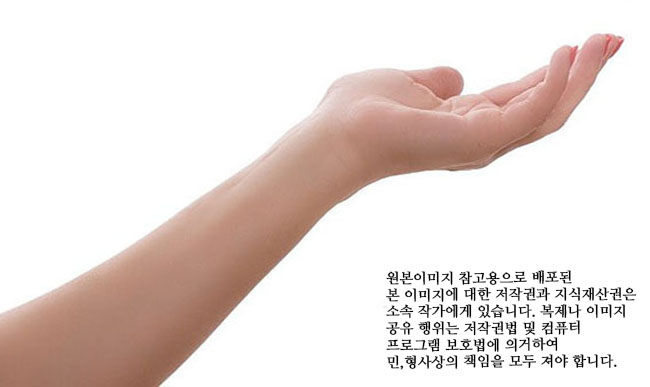 원본이미지 참고용으로 배포된
본 이미지에 대한 저작권과 지식재산권은
소속 작가에게 있습니다. 복제나 이미지
공유 행위는 저작권법 및 컴퓨터
프로그램 보호법에 의거하여
민,형사상의 책임을 모두 져야 합니다.